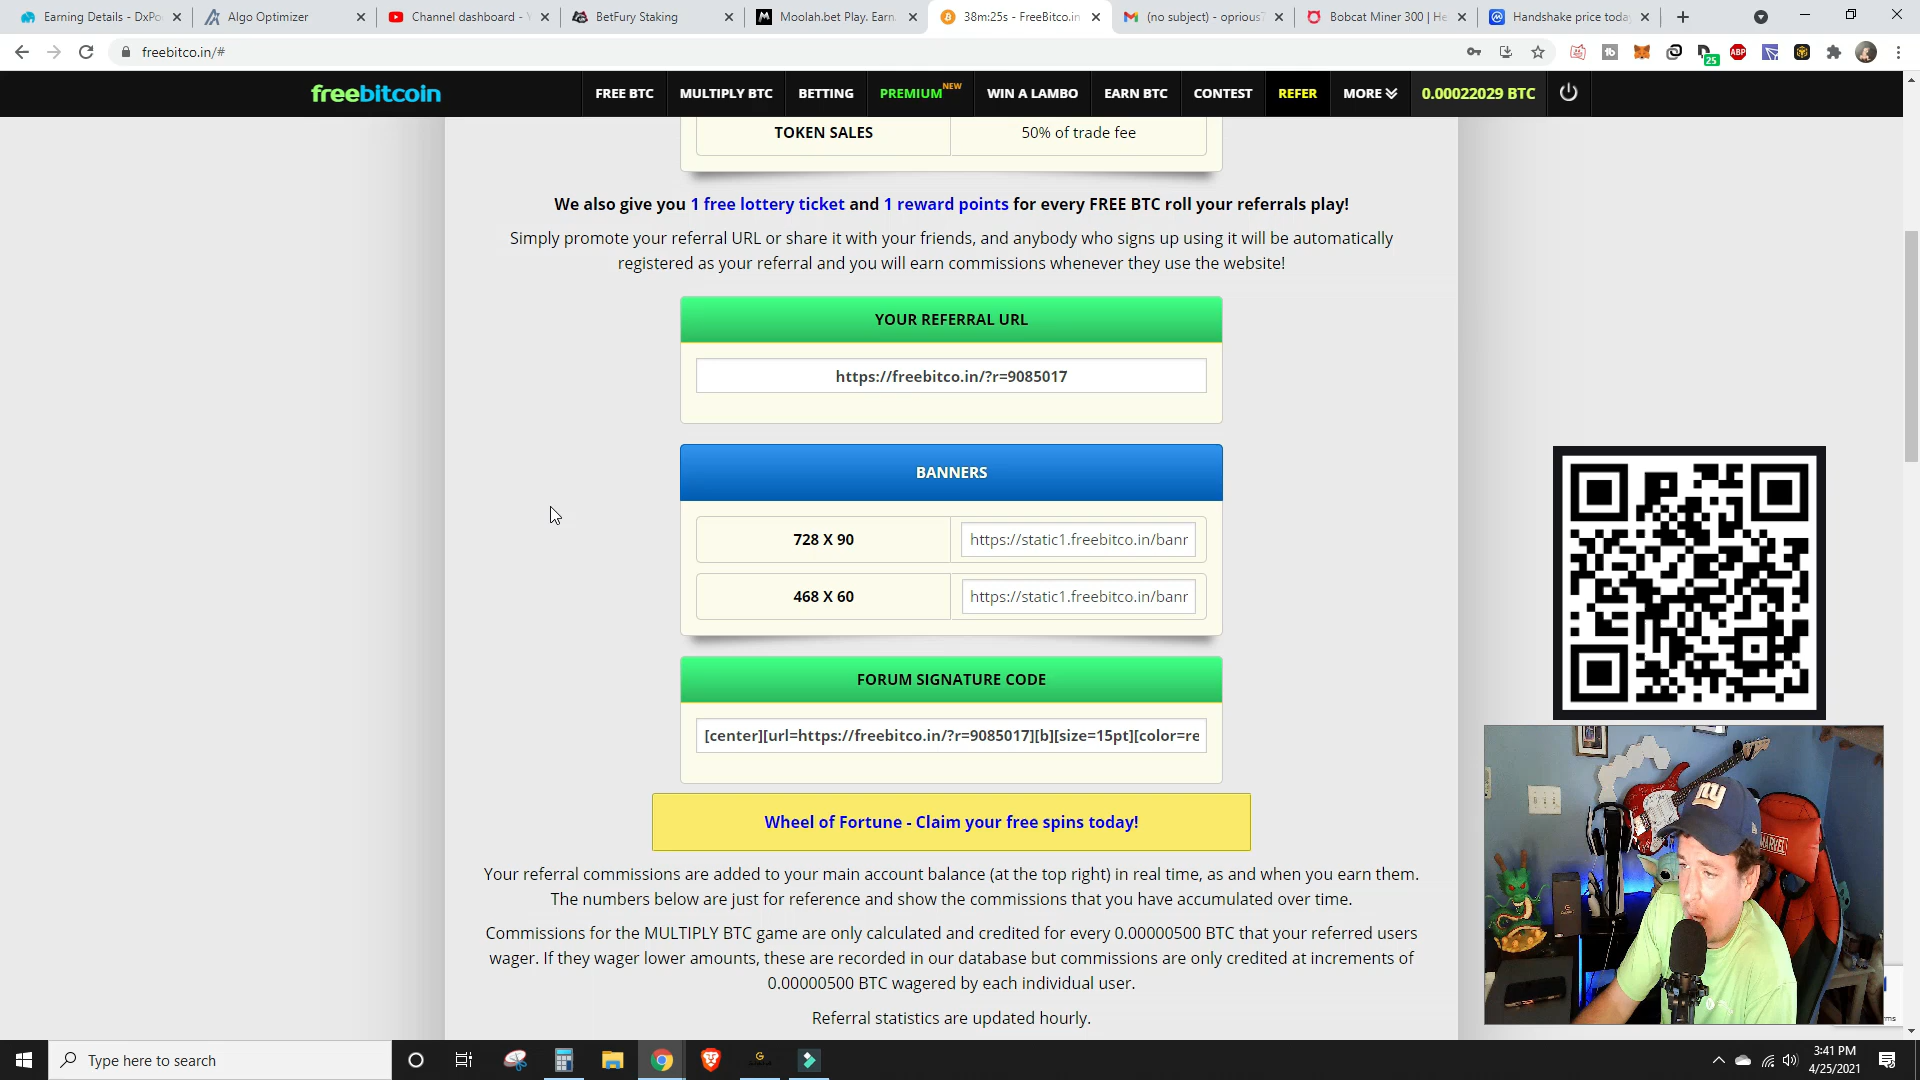 Earning Details - DxPo
Algo Optimizer
Channel dashboard - Y
BetFury Staking
Moolah.bet Play. Earn.
38m:25s - FreeBitco.in
(no subject) - oprious
Bobcat Miner 300 | He
Handshake price toda
freebitco.in/#
ABP
25
freebitcoin
FREE BTC
MULTIPLY BTC
BETTING
PREMIUM NEW
WIN A LAMBO
EARN BTC
CONTEST
REFER
MORE
0.00022029 BTC
TOKEN SALES
50% of trade fee
We also give you 1 free lottery ticket and 1 reward points for every FREE BTC roll your referrals play!
Simply promote your referral URL or share it with your friends, and anybody who signs up using it will be automatically
registered as your referral and you will earn commissions whenever they use the website!
YOUR REFERRAL URL
https://freebitco.in/?r=9085017
BANNERS
728 X 90
https://static1.freebitco.in/banr
468 X 60
https://static1.freebitco.in/banr
FORUM SIGNATURE CODE
[center][url=https://freebitco.in/?r=9085017][b][size=15pt][color=re
Wheel of Fortune - Claim your free spins today!
Your referral commissions are added to your main account balance (at the top right) in real time, as and when you earn them.
The numbers below are just for reference and show the commissions that you have accumulated over time.
Commissions for the MULTIPLY BTC game are only calculated and credited for every 0.00000500 BTC that your referred users
wager. If they wager lower amounts, these are recorded in our database but commissions are only credited at increments of
0.00000500 BTC wagered by each individual user.
Referral statistics are updated hourly.
ny
MARVEL
Type here to search
3:41 PM
4/25/2021